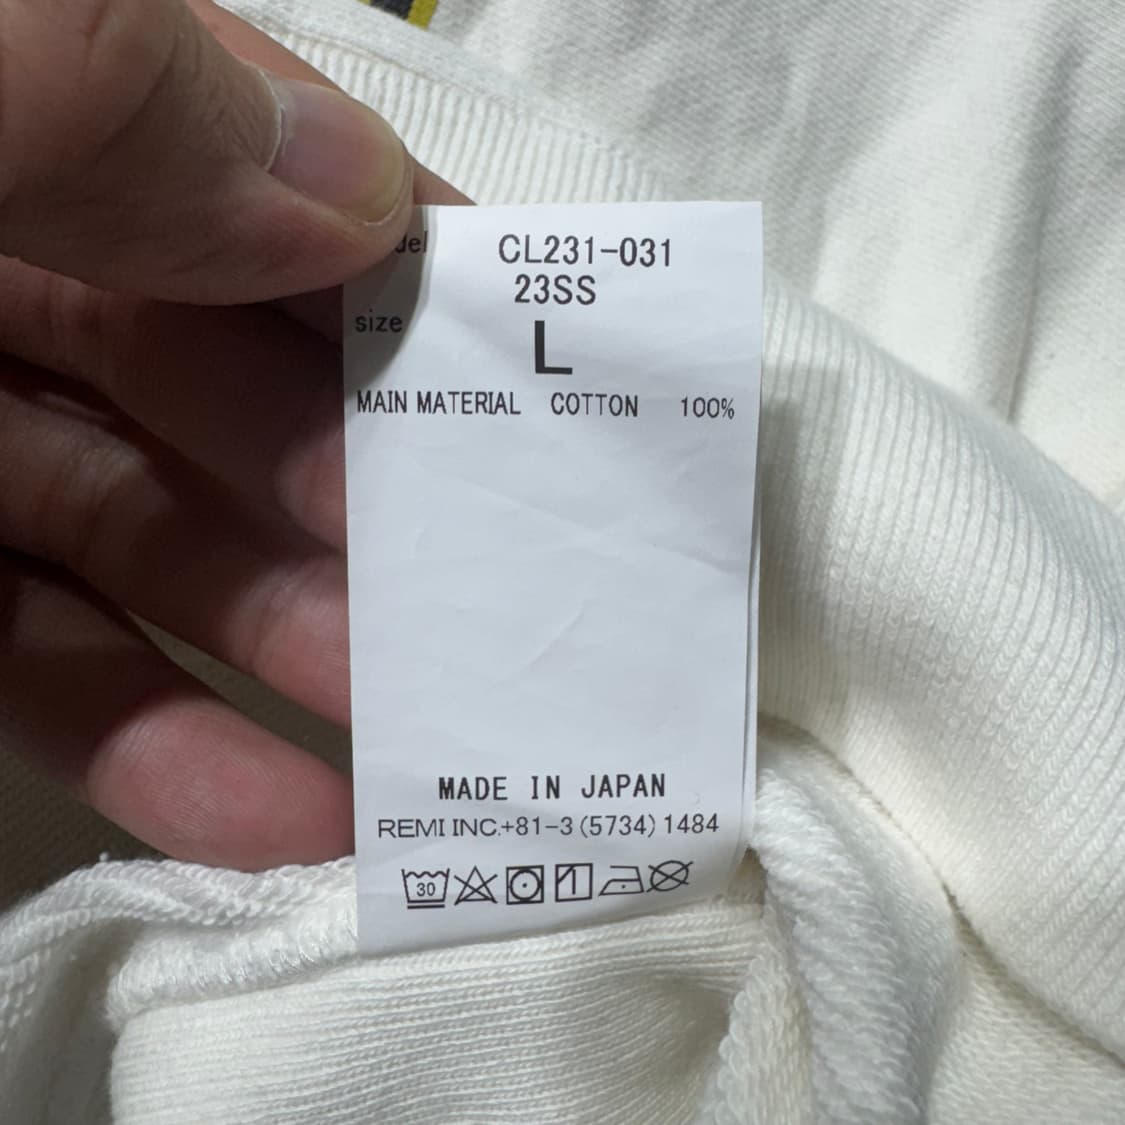 CL231-031
23SS
size
L
MAIN MATERIAL COTTON 100%
MADE IN JAPAN
REMI INC.+81-3(5734)1484
30